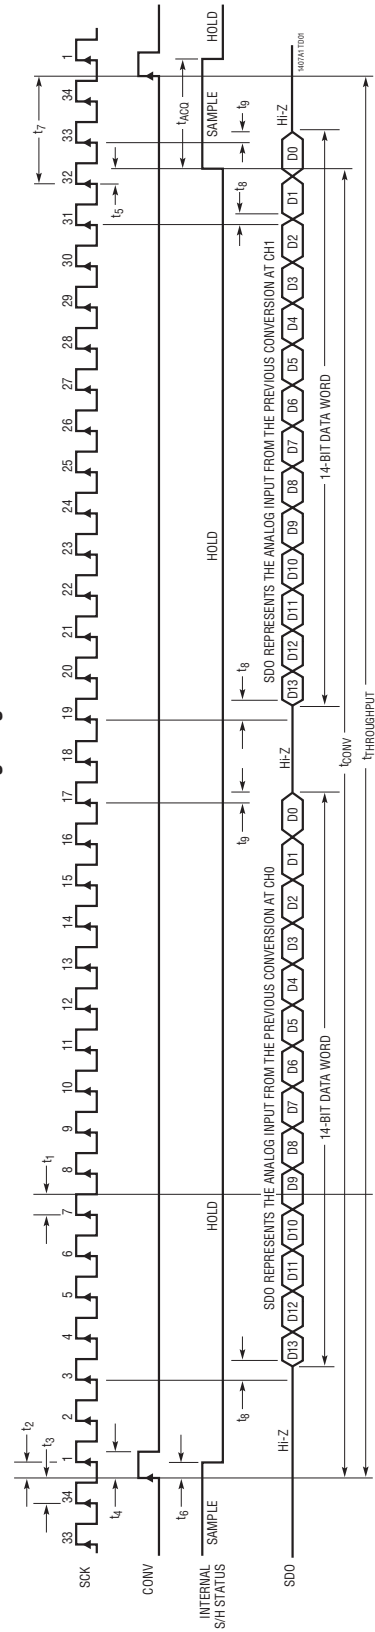 t2
t3
t1
t7
33 34 1 2 3 4 5 6 7 8 9 10 11 12 13 14 15 16 17 18 19 20 21 22 23 24 25 26 27 28 29 30 31 32 33 34 1
SCK
t4
t5
CONV
t6
tACQ
INTERNAL
S/H STATUS
SAMPLE HOLD HOLD SAMPLE HOLD
t8 t9 t8 t8 t9
SDO REPRESENTS THE ANALOG INPUT FROM THE PREVIOUS CONVERSION AT CH0
SDO REPRESENTS THE ANALOG INPUT FROM THE PREVIOUS CONVERSION AT CH1
SDO
Hi-Z D13 D12 D11 D10 D9 D8 D7 D6 D5 D4 D3 D2 D1 D0 Hi-Z D13 D12 D11 D10 D9 D8 D7 D6 D5 D4 D3 D2 D1 D0 Hi-Z
1407A1 TD01
14-BIT DATA WORD 14-BIT DATA WORD
tCONV
tTHROUGHPUT